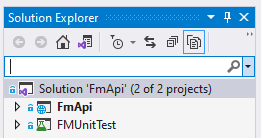 Solution Explorer
Solution 'FmApi' (2 of 2 projects)
FmApi
FMUnitTest